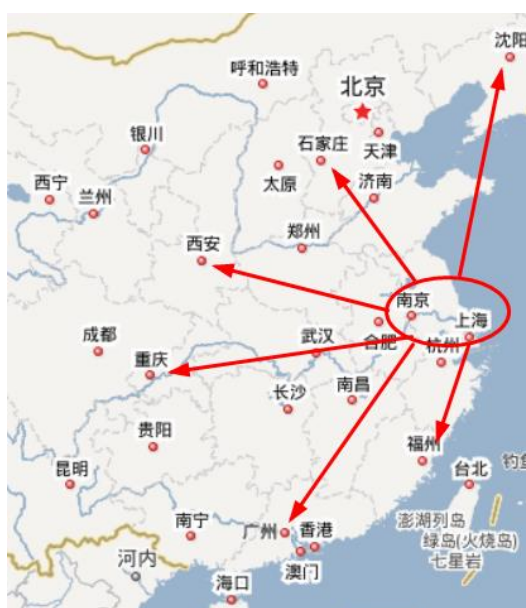 沈阳
呼和浩特
北京
银川
石家庄
天津
西宁
兰州
太原
济南
西安
郑州
南京
上海
成都
重庆
武汉
合肥
杭州
长沙
南昌
贵阳
福州
昆明
台北
钓鱼
南宁
广州
香港
澎湖列岛
绿岛(火烧岛)
七星岩
河内
澳门
海口